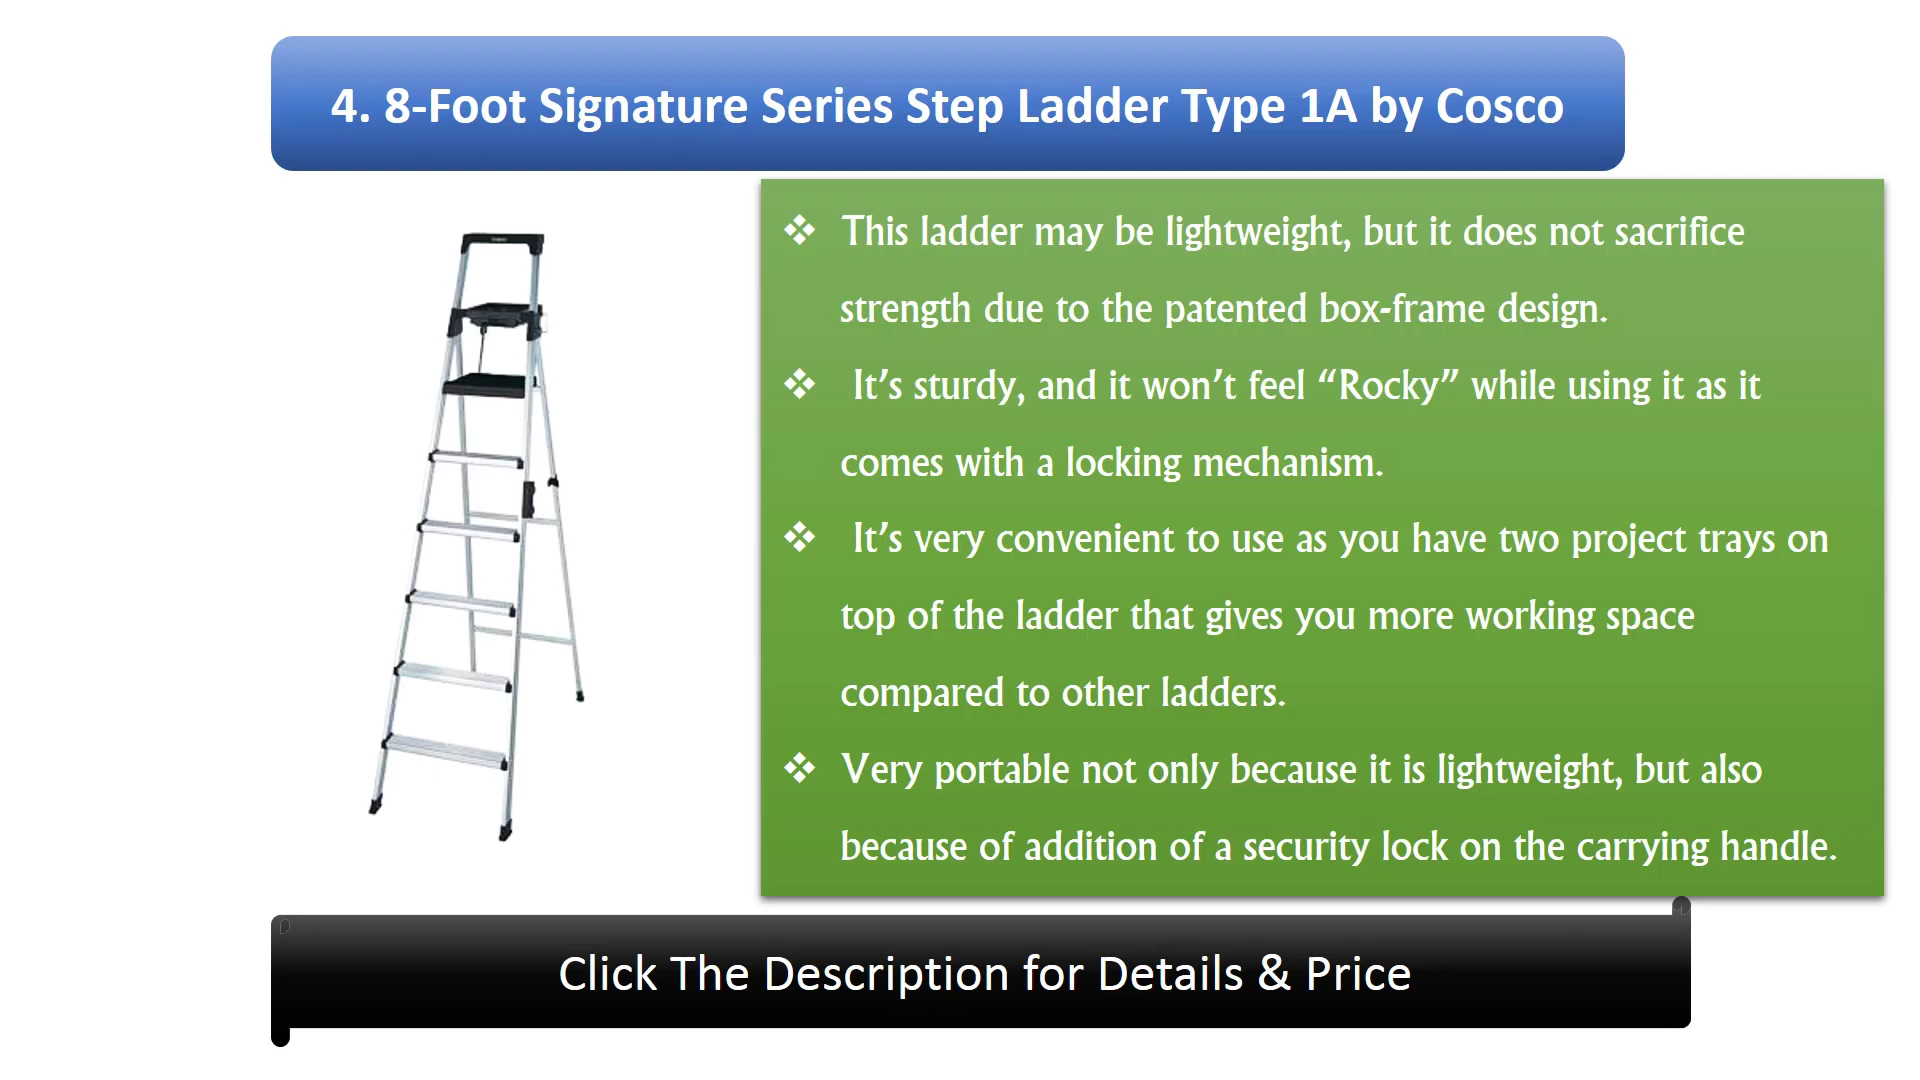 4. 8-Foot Signature Series Step Ladder Type 1A by Cosco
❖ This ladder may be lightweight, but it does not sacrifice
strength due to the patented box-frame design.
❖ It’s sturdy, and it won’t feel “Rocky” while using it as it
comes with a locking mechanism.
❖ It’s very convenient to use as you have two project trays on
top of the ladder that gives you more working space
compared to other ladders.
❖ Very portable not only because it is lightweight, but also
because of addition of a security lock on the carrying handle.
Click The Description for Details & Price